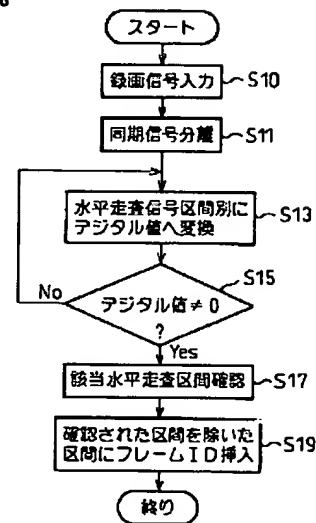 スタート
録画信号入力
S10
同期信号分離
S11
水平走査信号区間別に
デジタル値へ変換
S13
S15
デジタル値≠0
?
No
Yes
該当水平走査区間確認
S17
確認された区間を除いた
区間にフレームID挿入
S19
終り